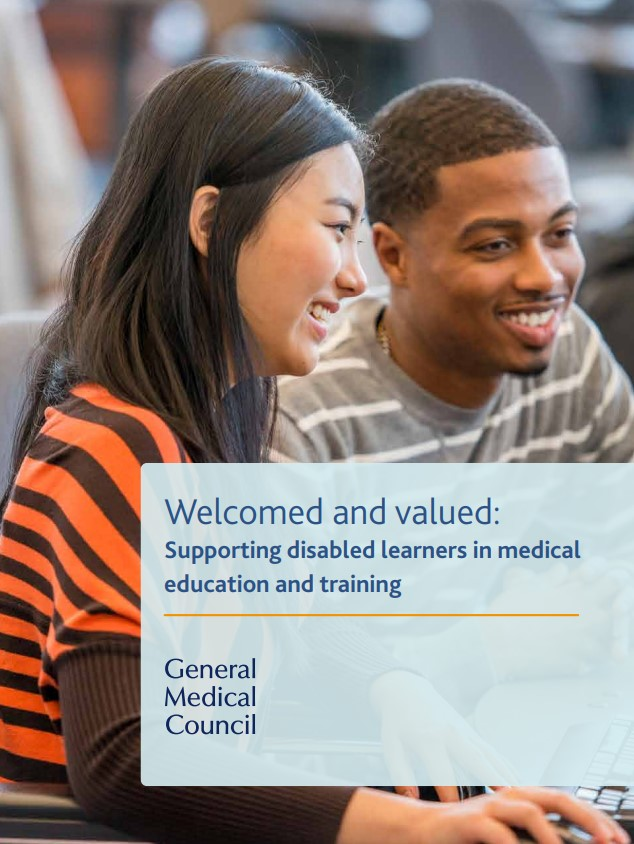 Welcomed and valued:
Supporting disabled learners in medical
education and training
General
Medical
Council